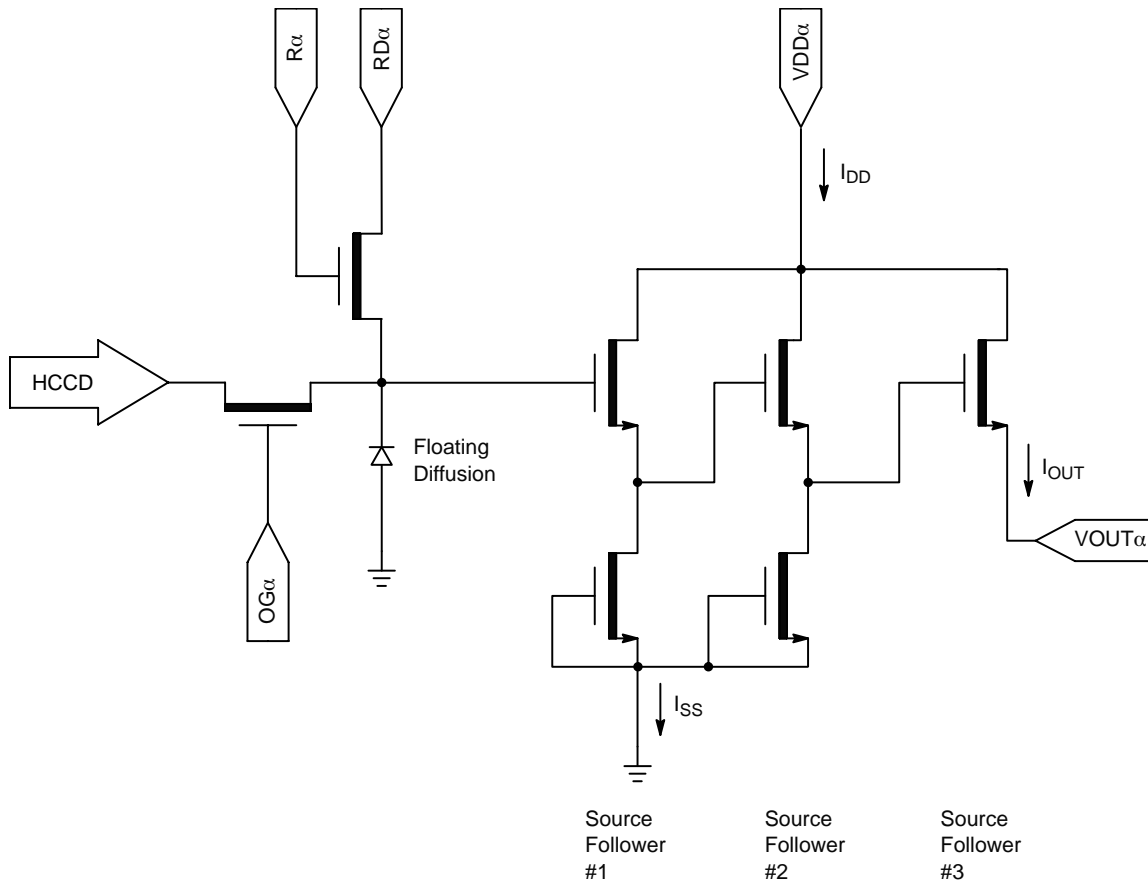 Rα
RDα
VDDα
IDD
HCCD
Floating
Diffusion
IOUT
VOUTα
OGα
ISS
Source
Follower
#1
Source
Follower
#2
Source
Follower
#3